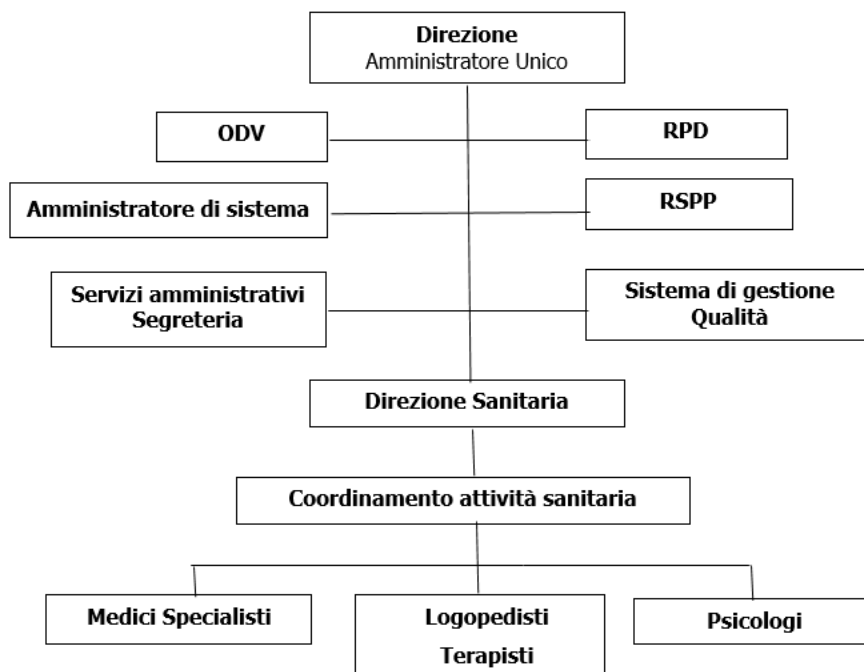 Direzione
Amministratore Unico
ODV
RPD
Amministratore di sistema
RSPP
Servizi amministrativi
Segreteria
Sistema di gestione
Qualità
Direzione Sanitaria
Coordinamento attività sanitaria
Medici Specialisti
Logopedisti
Terapisti
Psicologi